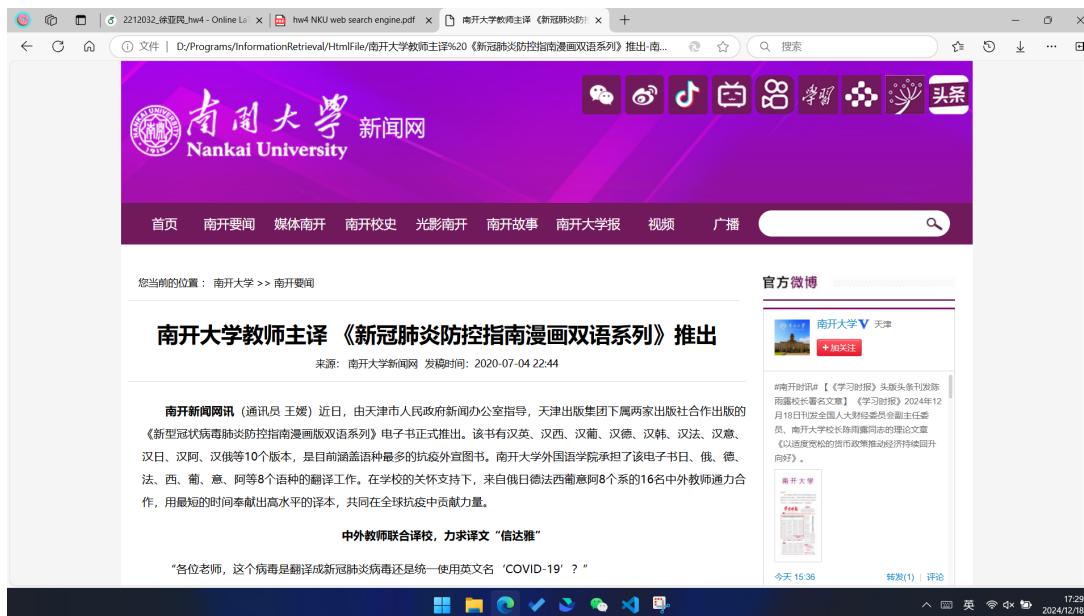 2212032_徐亚民_hw4 - Online La
hw4 NKU web search engine.pdf
南开大学教师主译 《新冠肺炎防
文件 | D:/Programs/InformationRetrieval/HtmlFile/南开大学教师主译%20《新冠肺炎防控指南漫画双语系列》推出-南...
搜索
南开大学 新闻网
Nankai University
学习
头条
首页 南开要闻 媒体南开 南开校史 光影南开 南开故事 南开大学报 视频 广播
您当前的位置 : 南开大学 >> 南开要闻
南开大学教师主译 《新冠肺炎防控指南漫画双语系列》推出
来源: 南开大学新闻网 发稿时间: 2020-07-04 22:44
南开新闻网讯（通讯员 王媛）近日，由天津市人民政府新闻办公室指导，天津出版集团下属两家出版社合作出版的
《新型冠状病毒肺炎防控指南漫画版双语系列》电子书正式推出。该书有汉英、汉西、汉葡、汉德、汉韩、汉法、汉意、
汉日、汉阿、汉俄等10个版本，是目前涵盖语种最多的抗疫外宣图书。南开大学外国语学院承担了该电子书日、俄、德、
法、西、葡、意、阿等8个语种的翻译工作。在学校的关怀支持下，来自俄日德法西葡意阿8个系的16名中外教师通力合
作，用最短的时间奉献出高水平的译本，共同在全球抗疫中贡献力量。
中外教师联合译校，力求译文“信达雅”
“各位老师，这个病毒是翻译成新冠肺炎病毒还是统一使用英文名‘COVID-19’？”
官方微博
南开大学 天津
+加关注
#南开时讯#【《学习时报》头版头条刊发陈
雨露校长署名文章】 《学习时报》2024年12
月18日刊发全国人大财经委员会副主任委
员、南开大学校长陈雨露同志的理论文章
《以适度宽松的货币政策推动经济持续回升
向好》。
南开大学
今天 15:36 转发(1) | 评论
英
17:29
2024/12/18